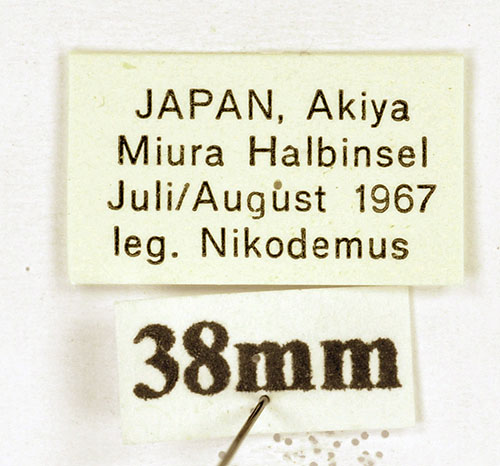 JAPAN, Akiya
Miura Halbinsel
Juli/August 1967
leg. Nikodemus
38mm